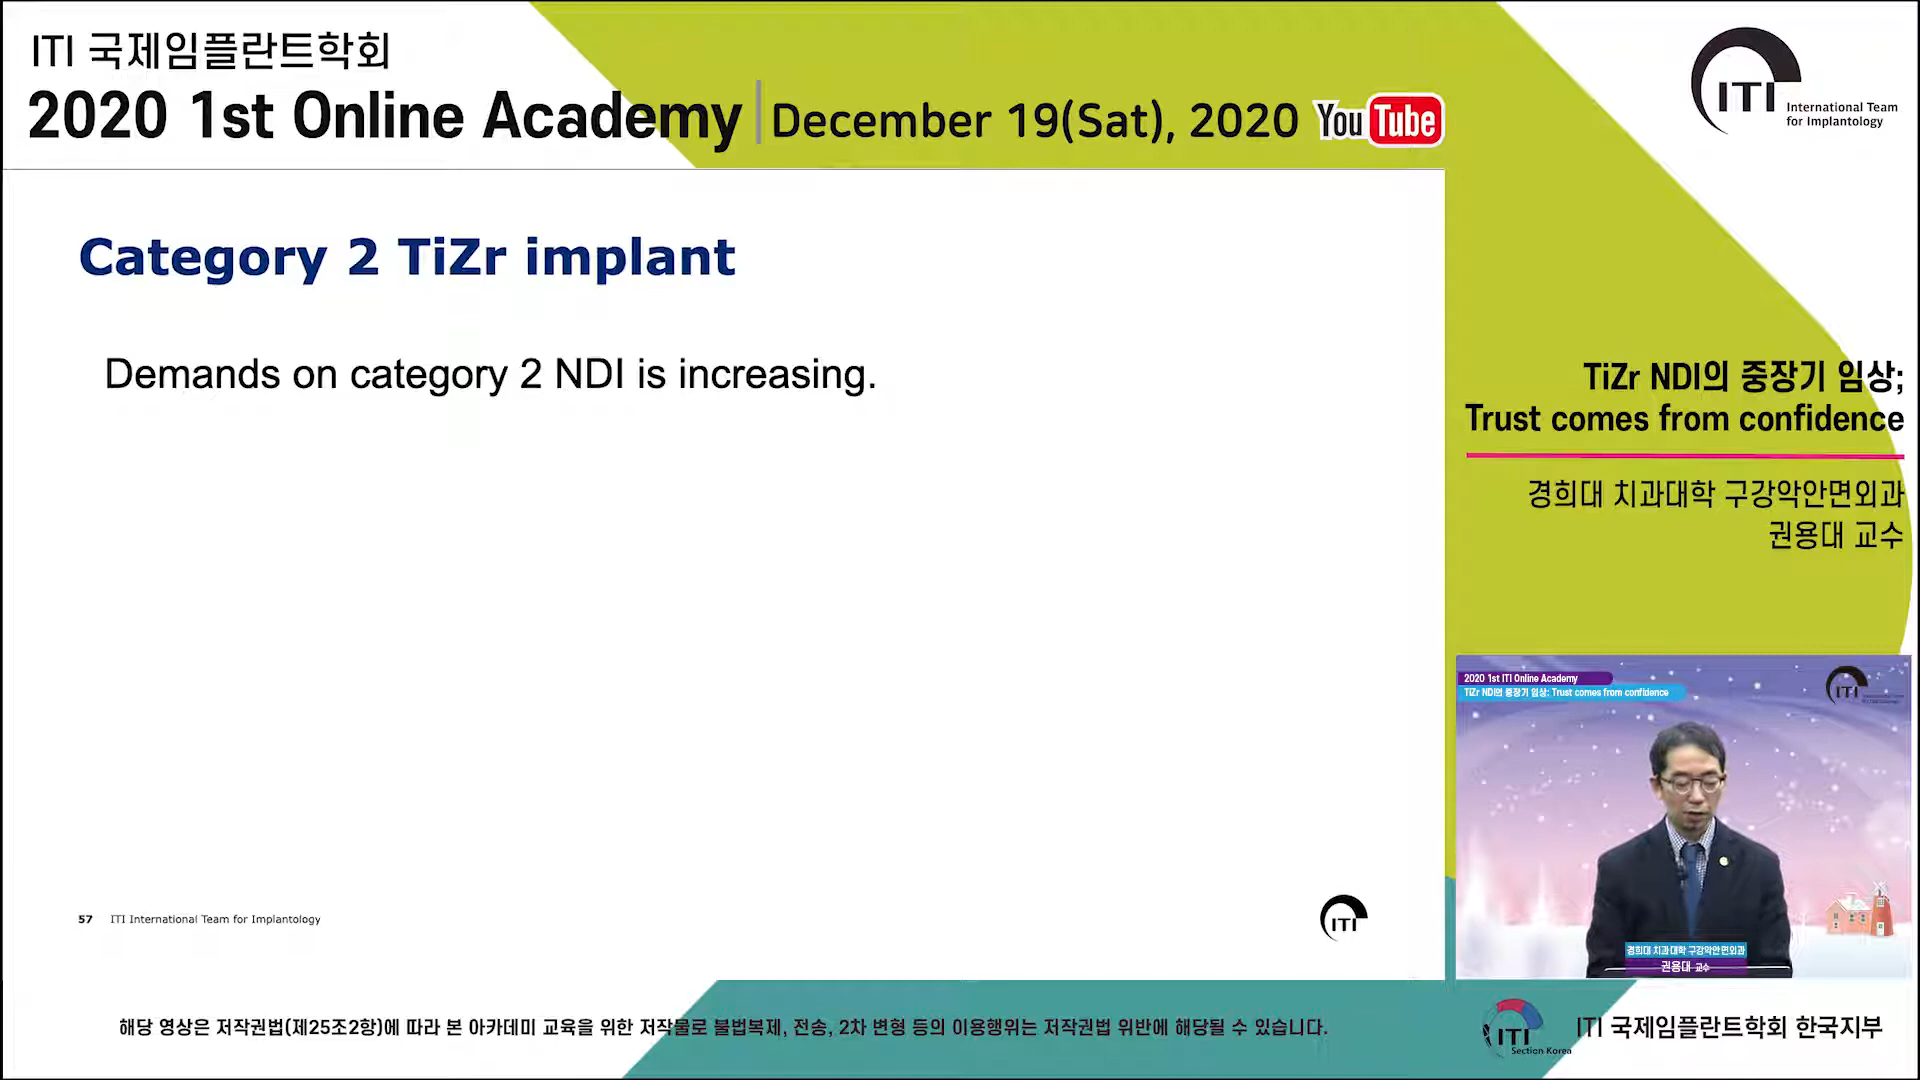 ITI 국제임플란트학회
2020 1st Online Academy
December 19(Sat), 2020
YouTube
ITI
International Team
for Implantology
Category 2 TiZr implant
Demands on category 2 NDI is increasing.
57 ITI International Team for Implantology
ITI
TiZr NDI의 중장기 임상;
Trust comes from confidence
경희대 치과대학 구강악안면외과
권용대 교수
2020 1st ITI Online Academy
TiZr NDI의 중장기 임상; Trust comes from confidence
ITI
경희대 치과대학 구강악안면외과
권용대 교수
해당 영상은 저작권법(제25조2항)에 따라 본 아카데미 교육을 위한 저작물로 불법복제, 전송, 2차 변형 등의 이용행위는 저작권법 위반에 해당될 수 있습니다.
ITI
Section Korea
ITI 국제임플란트학회 한국지부